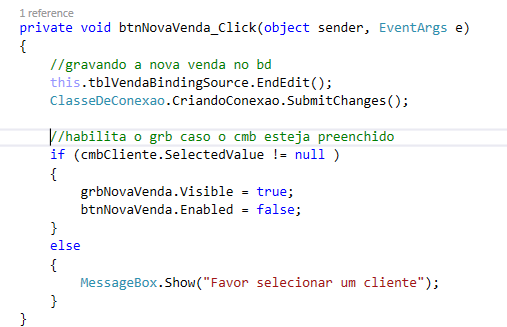 1 reference
private void btnNovaVenda_Click(object sender, EventArgs e)
{
//gravando a nova venda no bd
this.tblVendaBindingSource.EndEdit();
ClasseDeConexao.CriandoConexao.SubmitChanges();
//habilita o grb caso o cmb esteja preenchido
if (cmbCliente.SelectedValue != null )
{
grbNovaVenda.Visible = true;
btnNovaVenda.Enabled = false;
}
else
{
MessageBox.Show("Favor selecionar um cliente");
}
}